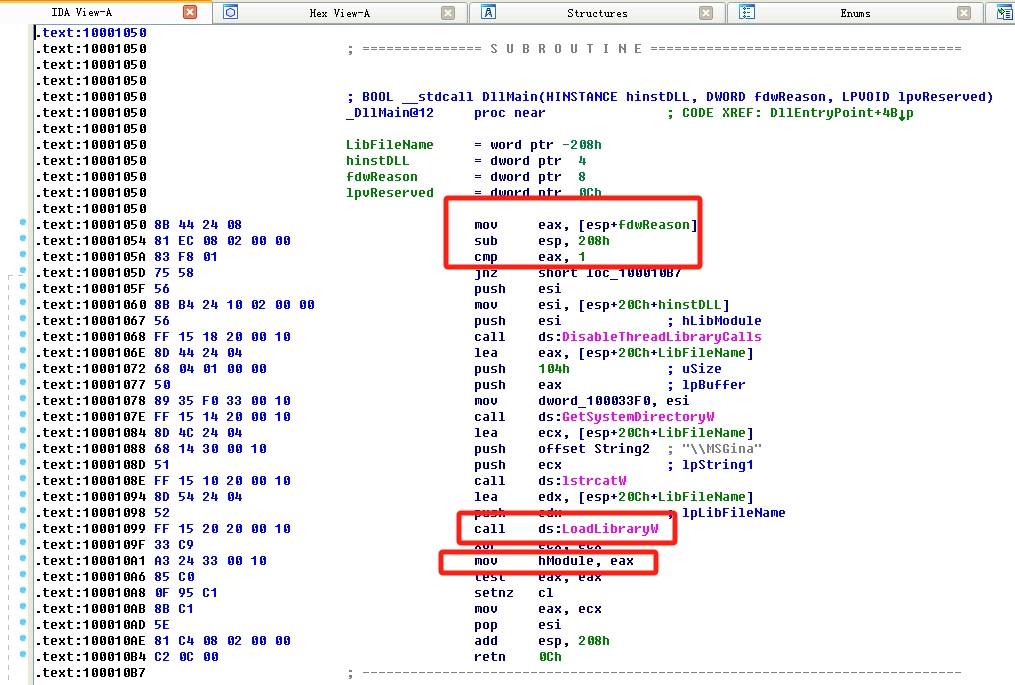 IDA View-A Hex View-A Structures Enums
.text:10001050
.text:10001050 ; =============== S U B R O U T I N E =======================================
.text:10001050
.text:10001050
.text:10001050 ; BOOL __stdcall DllMain(HINSTANCE hinstDLL, DWORD fdwReason, LPVOID lpvReserved)
.text:10001050 _DllMain@12 proc near ; CODE XREF: DllEntryPoint+4B↓p
.text:10001050
.text:10001050 LibFileName = word ptr -208h
.text:10001050 hinstDLL = dword ptr 4
.text:10001050 fdwReason = dword ptr 8
.text:10001050 lpvReserved = dword ptr 0Ch
.text:10001050
.text:10001050 8B 44 24 08 mov eax, [esp+fdwReason]
.text:10001054 81 EC 08 02 00 00 sub esp, 208h
.text:1000105A 83 F8 01 cmp eax, 1
.text:1000105D 75 58 jnz short loc_100010B7
.text:1000105F 56 push esi
.text:10001060 8B B4 24 10 02 00 00 mov esi, [esp+20Ch+hinstDLL]
.text:10001067 56 push esi ; hLibModule
.text:10001068 FF 15 18 20 00 10 call ds:DisableThreadLibraryCalls
.text:1000106E 8D 44 24 04 lea eax, [esp+20Ch+LibFileName]
.text:10001072 68 04 01 00 00 push 104h ; uSize
.text:10001077 50 push eax ; lpBuffer
.text:10001078 89 35 F0 33 00 10 mov dword_100033F0, esi
.text:1000107E FF 15 14 20 00 10 call ds:GetSystemDirectoryW
.text:10001084 8D 4C 24 04 lea ecx, [esp+20Ch+LibFileName]
.text:10001088 68 14 30 00 10 push offset String2 ; "\\MSGina"
.text:1000108D 51 push ecx ; lpString1
.text:1000108E FF 15 10 20 00 10 call ds:lstrcatW
.text:10001094 8D 54 24 04 lea edx, [esp+20Ch+LibFileName]
.text:10001098 52 push edx ; lpLibFileName
.text:10001099 FF 15 20 20 00 10 call ds:LoadLibraryW
.text:1000109F 33 C9 xor ecx, ecx
.text:100010A1 A3 24 33 00 10 mov hModule, eax
.text:100010A6 85 C0 test eax, eax
.text:100010A8 0F 95 C1 setnz cl
.text:100010AB 8B C1 mov eax, ecx
.text:100010AD 5E pop esi
.text:100010AE 81 C4 08 02 00 00 add esp, 208h
.text:100010B4 C2 0C 00 retn 0Ch
.text:100010B7 ; ---------------------------------------------------------------------------